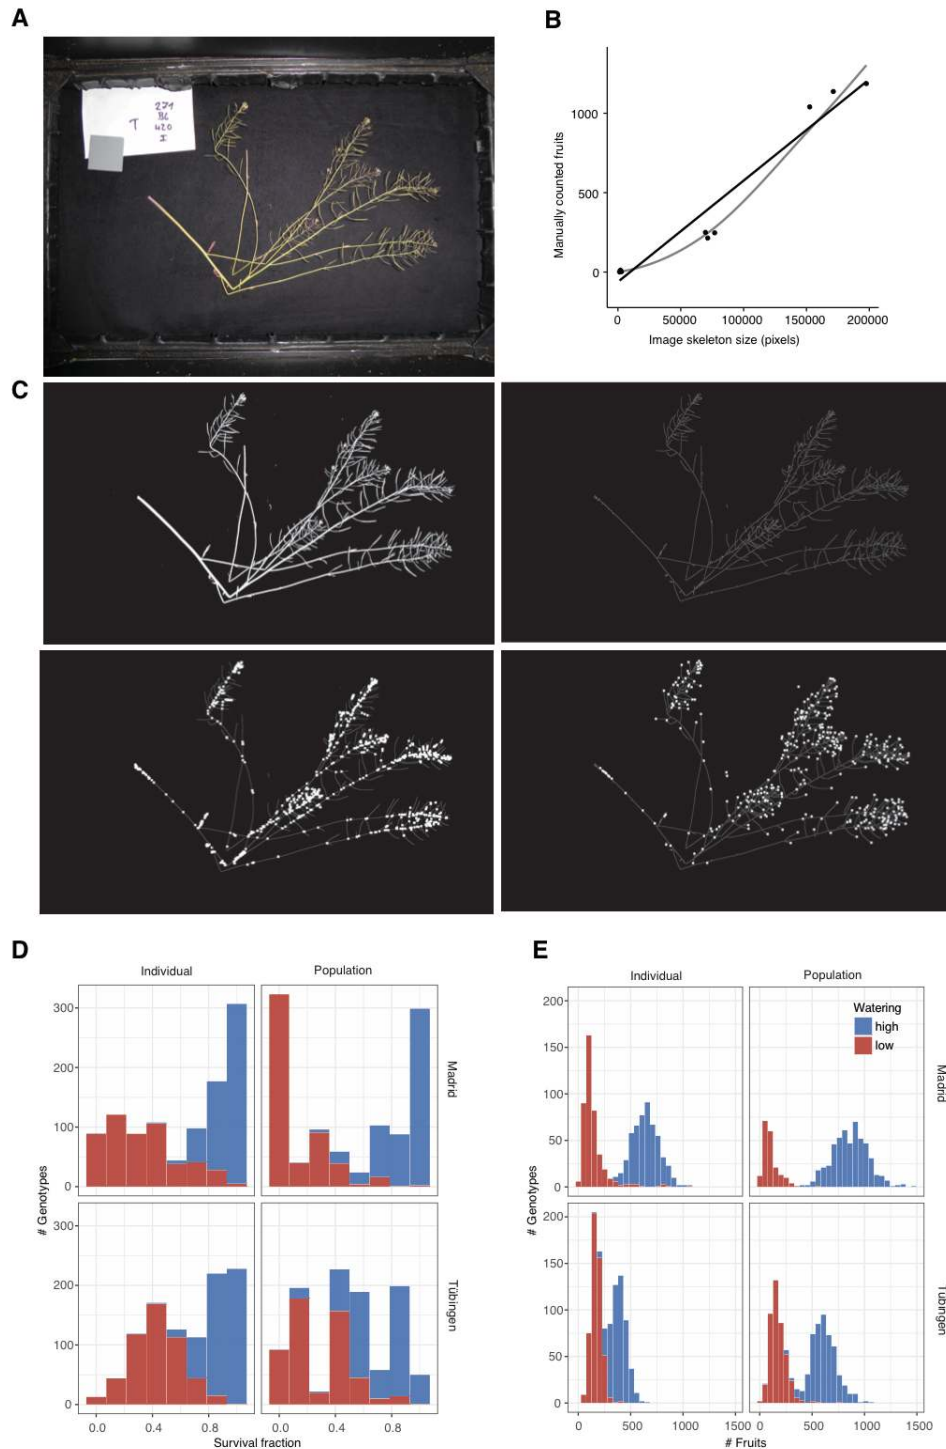 A
T
279
BC
420
I
B
Manually counted fruits
1000
500
0
0 50000 100000 150000 200000
Image skeleton size (pixels)
C
D
Individual Population
300
200
100
0
Madrid
# Genotypes
300
200
100
0
Tübingen
0.0 0.4 0.8 0.0 0.4 0.8
Survival fraction
E
Individual Population
Watering
high
low
200
150
100
50
0
Madrid
# Genotypes
200
150
100
50
0
Tübingen
0 500 1000 1500 0 500 1000 1500
# Fruits